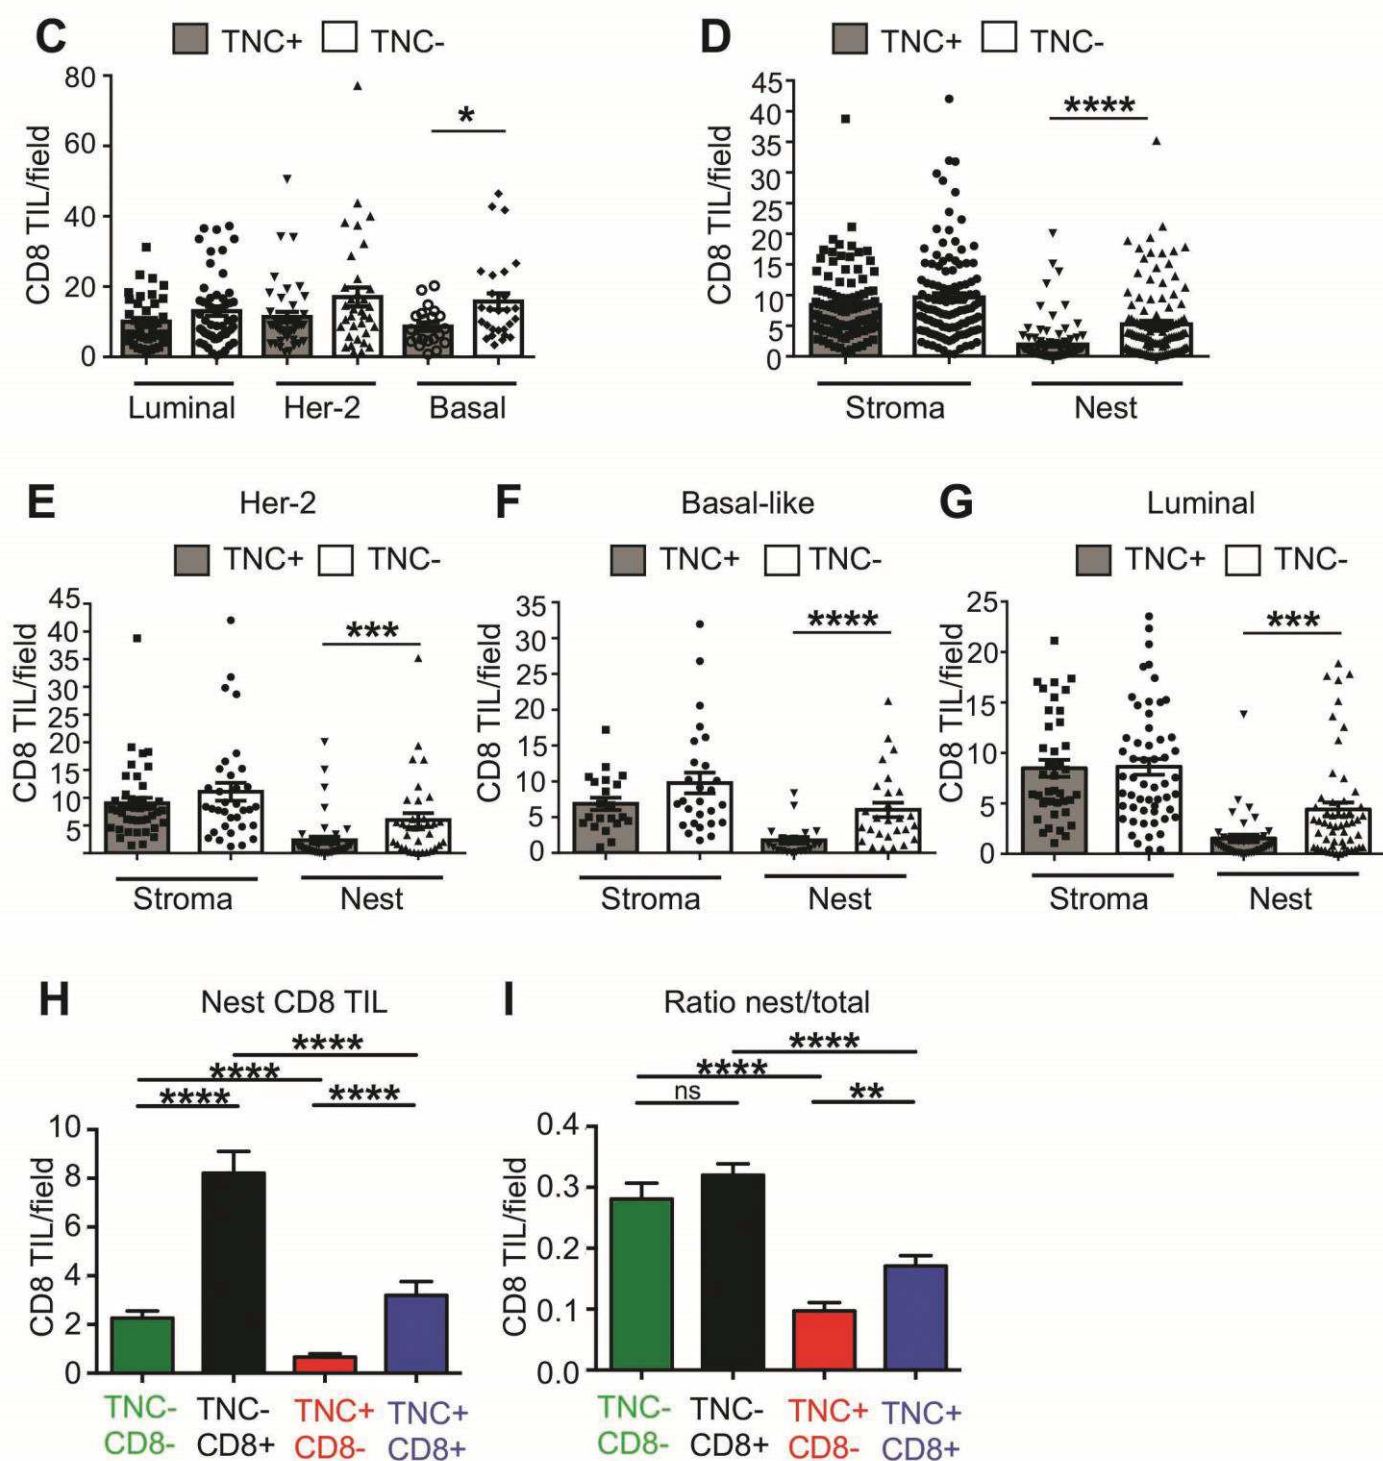 C
TNC+ TNC-
CD8 TIL/field
80
60
40
20
0
*
Luminal Her-2 Basal
D
TNC+ TNC-
CD8 TIL/field
45
40
35
30
25
20
15
10
5
0
****
Stroma Nest
E Her-2
TNC+ TNC-
CD8 TIL/field
45
40
35
30
25
20
15
10
5
***
Stroma Nest
F Basal-like
TNC+ TNC-
CD8 TIL/field
35
30
25
20
15
10
5
0
****
Stroma Nest
G Luminal
TNC+ TNC-
CD8 TIL/field
25
20
15
10
5
0
***
Stroma Nest
H Nest CD8 TIL
****
****
**** ****
CD8 TIL/field
10
8
6
4
2
0
TNC- TNC- TNC+ TNC+
CD8- CD8+ CD8- CD8+
I Ratio nest/total
****
****
ns **
CD8 TIL/field
0.4
0.3
0.2
0.1
0.0
TNC- TNC- TNC+ TNC+
CD8- CD8+ CD8- CD8+